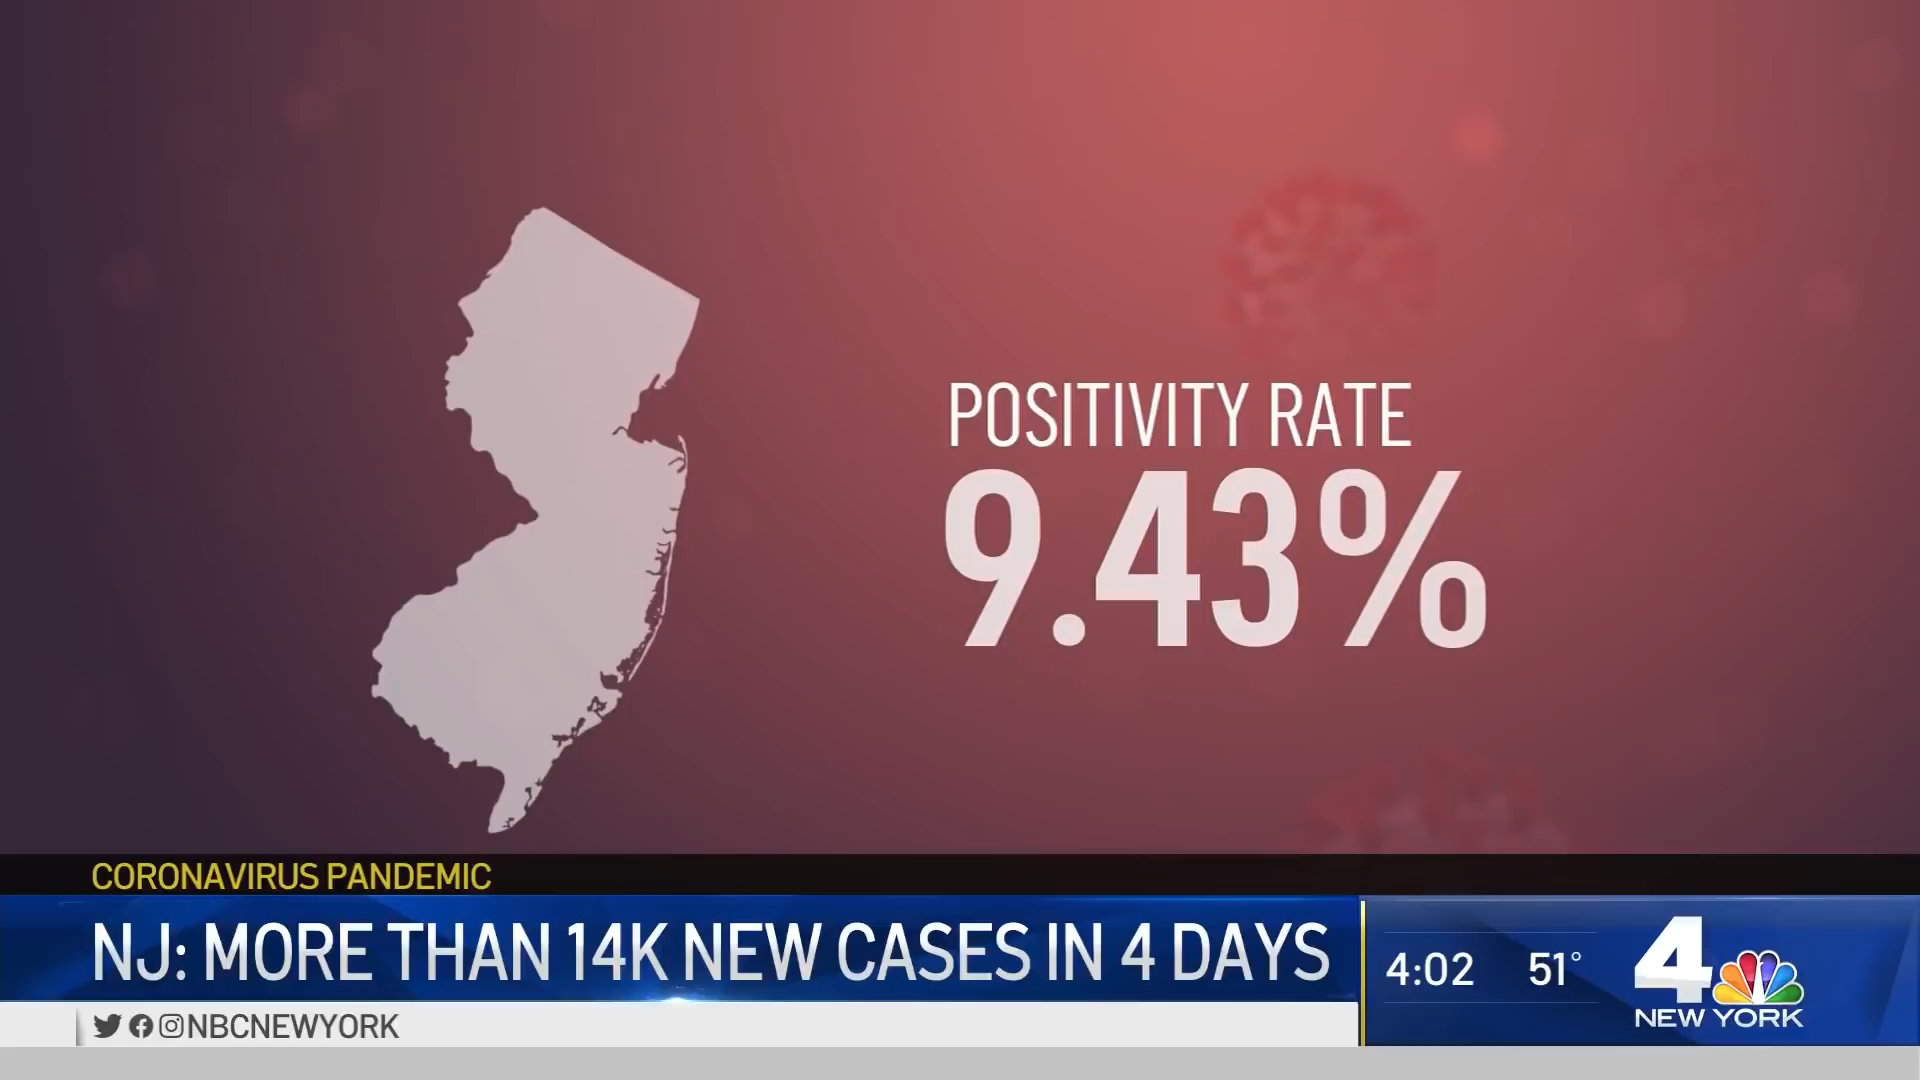 POSITIVITY RATE
9.43%
CORONAVIRUS PANDEMIC
NJ: MORE THAN 14K NEW CASES IN 4 DAYS
4:02 51°
4
NEW YORK
NBCNEWYORK